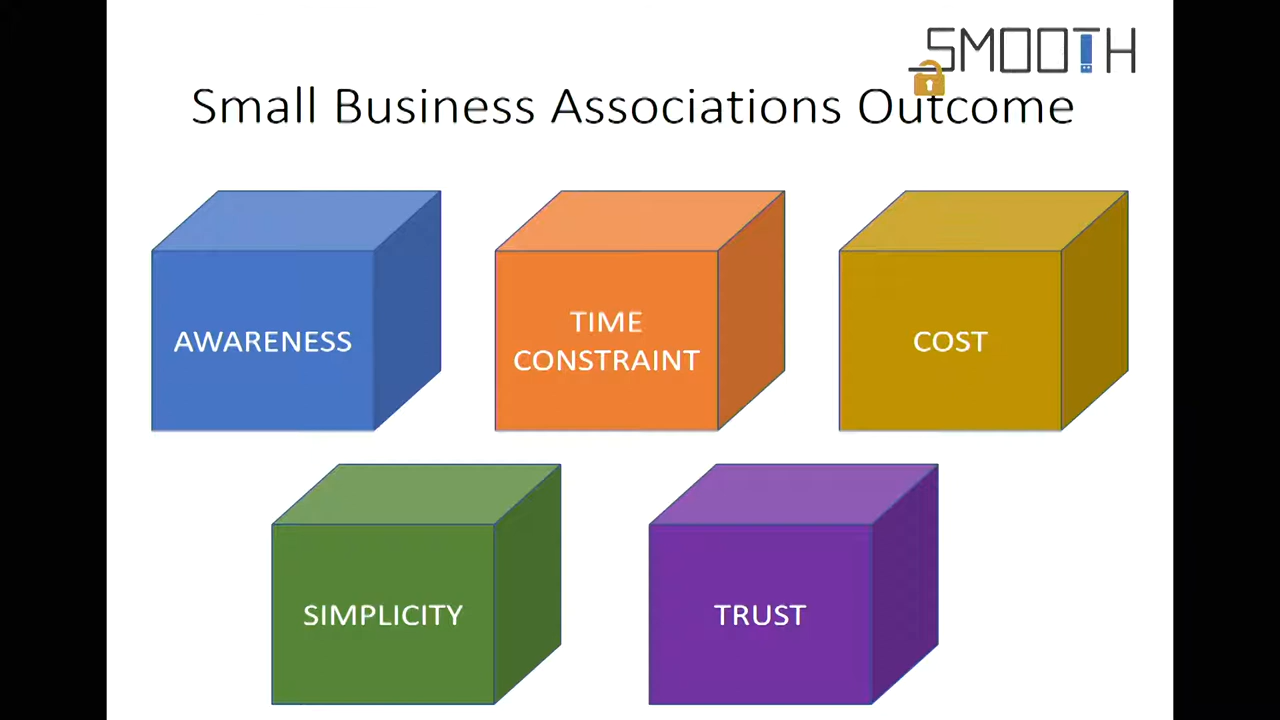 SMOOTH
Small Business Associations Outcome
AWARENESS
TIME
CONSTRAINT
COST
SIMPLICITY
TRUST